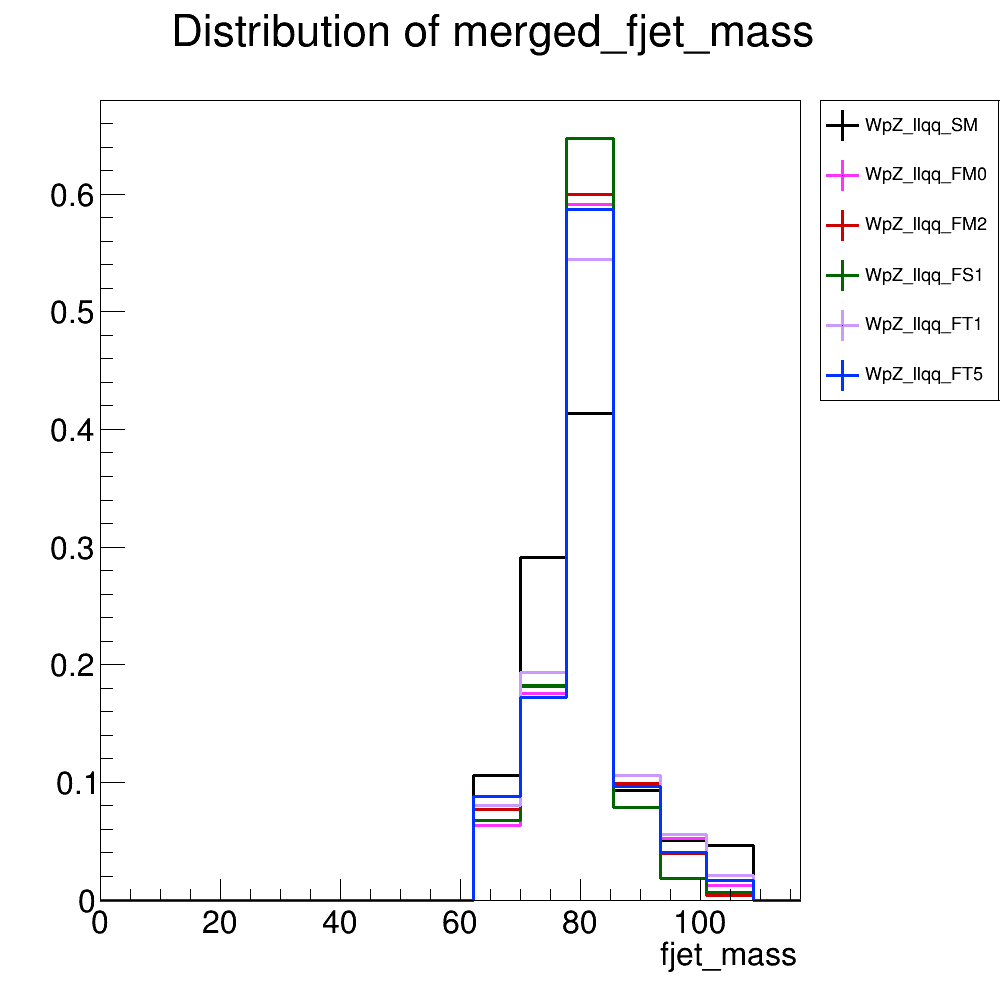 Distribution of merged_fjet_mass
WpZ_llqq_SM
WpZ_llqq_FM0
WpZ_llqq_FM2
WpZ_llqq_FS1
WpZ_llqq_FT1
WpZ_llqq_FT5
0.6
0.5
0.4
0.3
0.2
0.1
0
0 20 40 60 80 100
fjet_mass